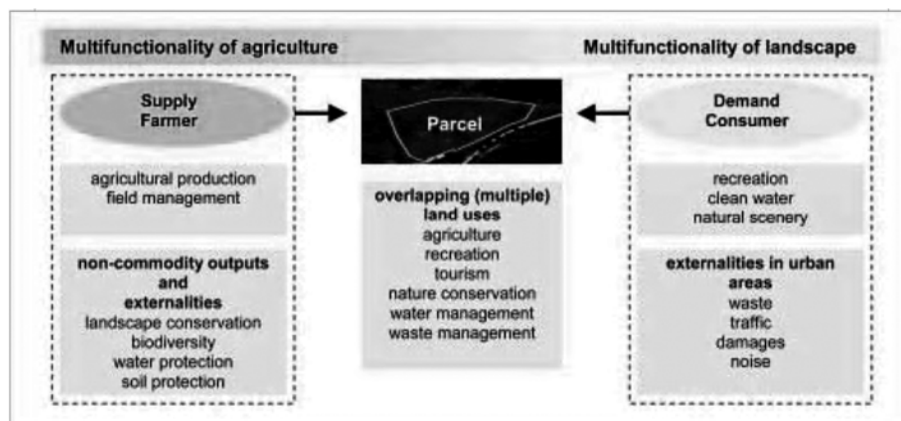 Multifunctionality of agriculture
Multifunctionality of landscape
Supply
Farmer
agricultural production
field management
non-commodity outputs
and
externalities
landscape conservation
biodiversity
water protection
soil protection
Parcel
overlapping (multiple)
land uses
agriculture
recreation
tourism
nature conservation
water management
waste management
Demand
Consumer
recreation
clean water
natural scenery
externalities in urban
areas
waste
traffic
damages
noise